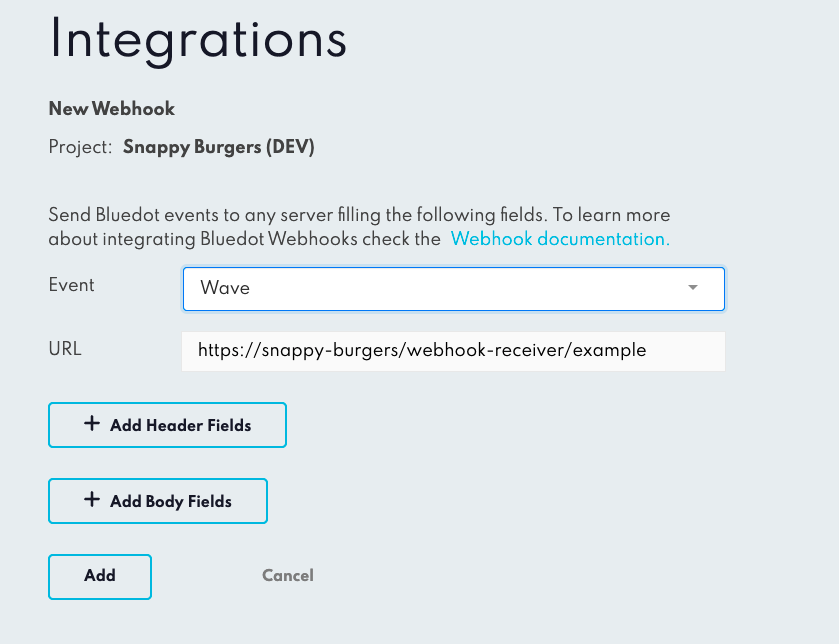 Integrations
New Webhook
Project: Snappy Burgers (DEV)
Send Bluedot events to any server filling the following fields. To learn more
about integrating Bluedot Webhooks check the Webhook documentation.
Event Wave
URL https://snappy-burgers/webhook-receiver/example
+ Add Header Fields
+ Add Body Fields
Add Cancel